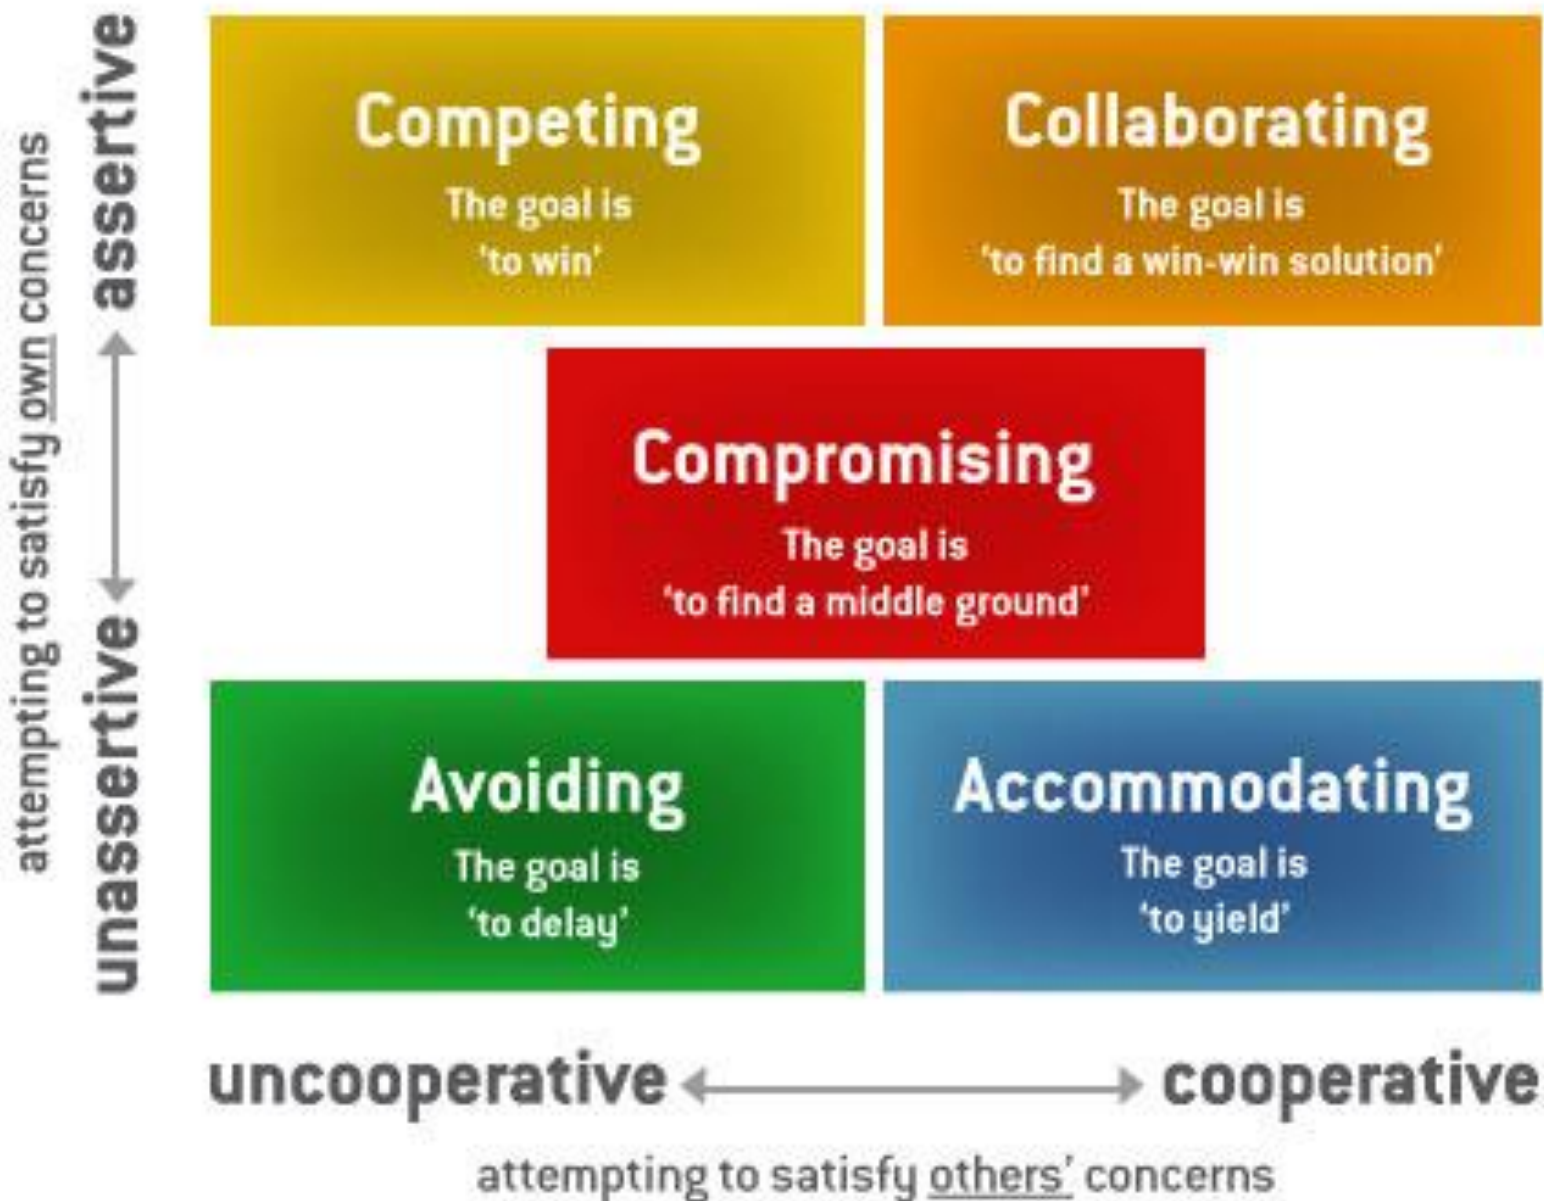 attempting to satisfy own concerns
assertive
unassertive
Competing
The goal is
‘to win’
Collaborating
The goal is
‘to find a win-win solution’
Compromising
The goal is
‘to find a middle ground’
Avoiding
The goal is
‘to delay’
Accommodating
The goal is
‘to yield’
uncooperative
cooperative
attempting to satisfy others’ concerns